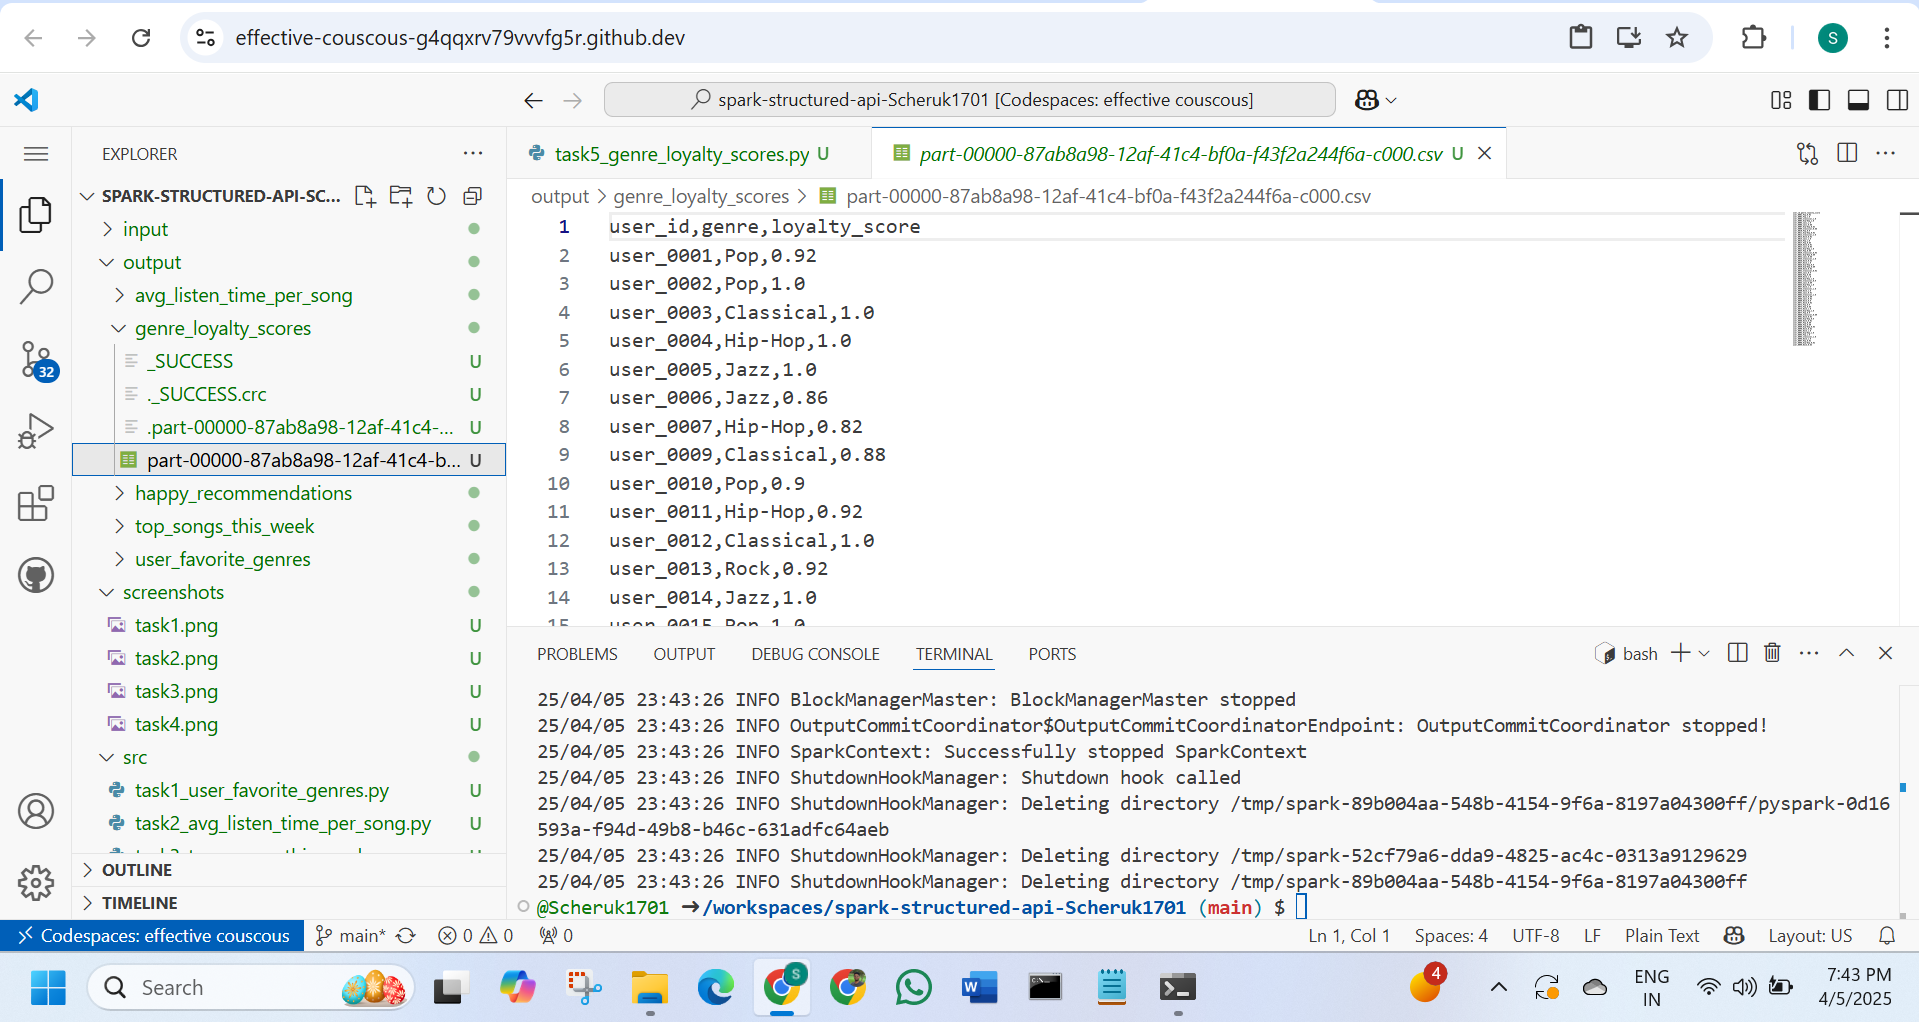 effective-couscous-g4qqxrv79vvvfg5r.github.dev
S
spark-structured-api-Scheruk1701 [Codespaces: effective couscous]
EXPLORER
SPARK-STRUCTURED-API-SC...
input
output
avg_listen_time_per_song
genre_loyalty_scores
_SUCCESS U
._SUCCESS.crc U
.part-00000-87ab8a98-12af-41c4-... U
part-00000-87ab8a98-12af-41c4-b... U
happy_recommendations
top_songs_this_week
user_favorite_genres
screenshots
task1.png U
task2.png U
task3.png U
task4.png U
src
task1_user_favorite_genres.py U
task2_avg_listen_time_per_song.py U
OUTLINE
TIMELINE
32
task5_genre_loyalty_scores.py U
part-00000-87ab8a98-12af-41c4-bf0a-f43f2a244f6a-c000.csv U
output > genre_loyalty_scores > part-00000-87ab8a98-12af-41c4-bf0a-f43f2a244f6a-c000.csv
1 user_id,genre,loyalty_score
2 user_0001,Pop,0.92
3 user_0002,Pop,1.0
4 user_0003,Classical,1.0
5 user_0004,Hip-Hop,1.0
6 user_0005,Jazz,1.0
7 user_0006,Jazz,0.86
8 user_0007,Hip-Hop,0.82
9 user_0009,Classical,0.88
10 user_0010,Pop,0.9
11 user_0011,Hip-Hop,0.92
12 user_0012,Classical,1.0
13 user_0013,Rock,0.92
14 user_0014,Jazz,1.0
15 user_0015,Pop,1.0
PROBLEMS OUTPUT DEBUG CONSOLE TERMINAL PORTS
bash
25/04/05 23:43:26 INFO BlockManagerMaster: BlockManagerMaster stopped
25/04/05 23:43:26 INFO OutputCommitCoordinator$OutputCommitCoordinatorEndpoint: OutputCommitCoordinator stopped!
25/04/05 23:43:26 INFO SparkContext: Successfully stopped SparkContext
25/04/05 23:43:26 INFO ShutdownHookManager: Shutdown hook called
25/04/05 23:43:26 INFO ShutdownHookManager: Deleting directory /tmp/spark-89b004aa-548b-4154-9f6a-8197a04300ff/pyspark-0d16
593a-f94d-49b8-b46c-631adfc64aeb
25/04/05 23:43:26 INFO ShutdownHookManager: Deleting directory /tmp/spark-52cf79a6-dda9-4825-ac4c-0313a9129629
25/04/05 23:43:26 INFO ShutdownHookManager: Deleting directory /tmp/spark-89b004aa-548b-4154-9f6a-8197a04300ff
@Scheruk1701 ➜/workspaces/spark-structured-api-Scheruk1701 (main) $
Codespaces: effective couscous main* 0 0 0
Ln 1, Col 1 Spaces: 4 UTF-8 LF Plain Text Layout: US
Search
S
W
4
ENG
IN
7:43 PM
4/5/2025